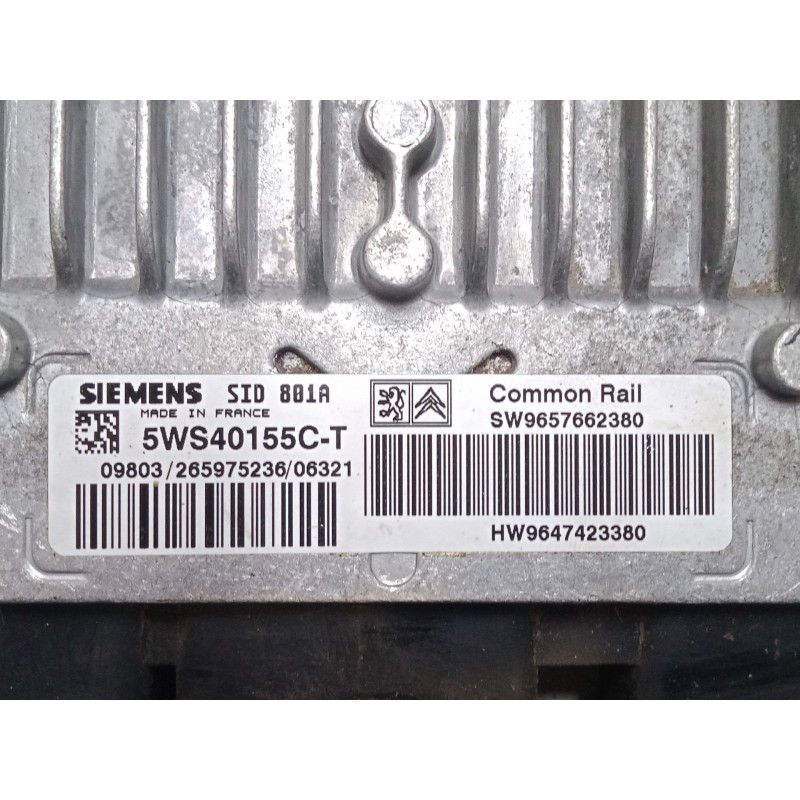 SIEMENS SID 801A
MADE IN FRANCE
5WS40155C-T
09803/265975236/06321
Common Rail
SW9657662380
HW9647423380